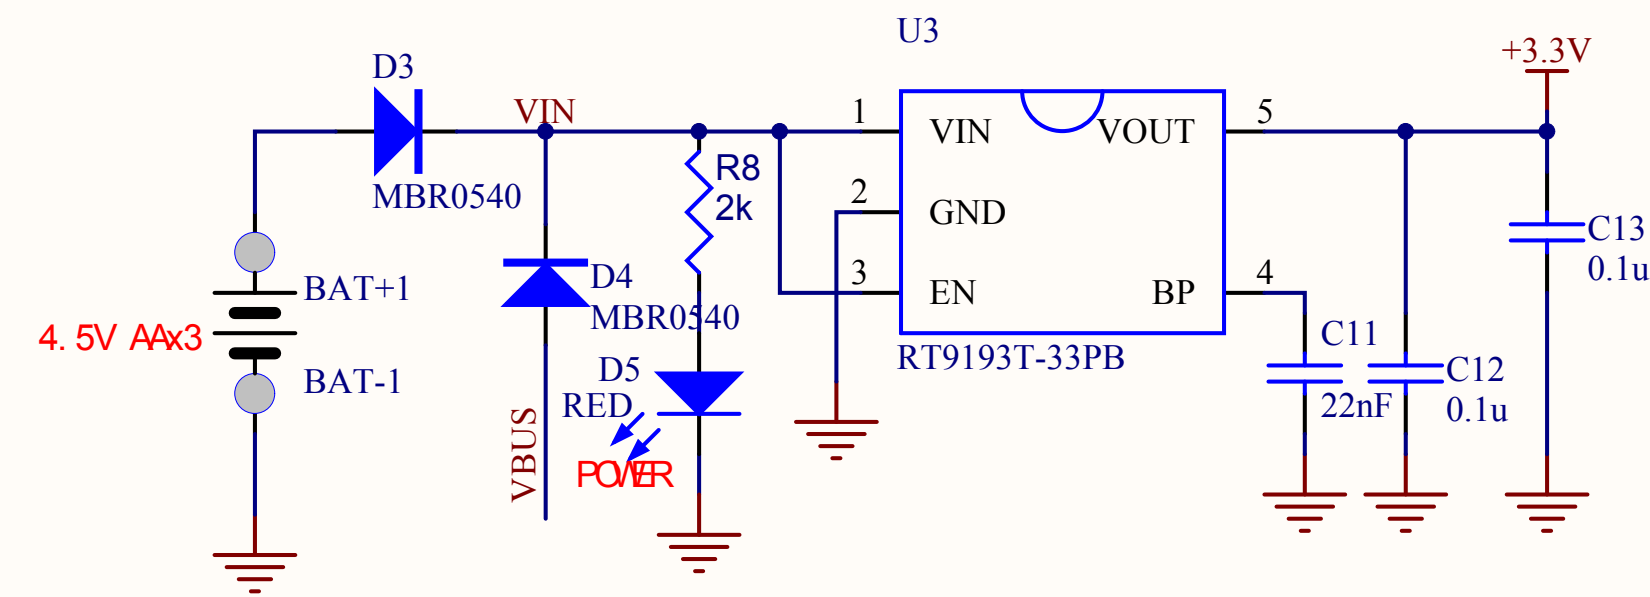 U3
+3.3V
D3
VIN
1
VIN
VOUT
5
MBR0540
R8
2k
2
GND
C13
0.1u
BAT+1
D4
MBR0540
3
EN
BP
4
4.5V AAx3
C11
22nF
RT9193T-33PB
BAT-1
D5
RED
C12
0.1u
VBUS
POWER